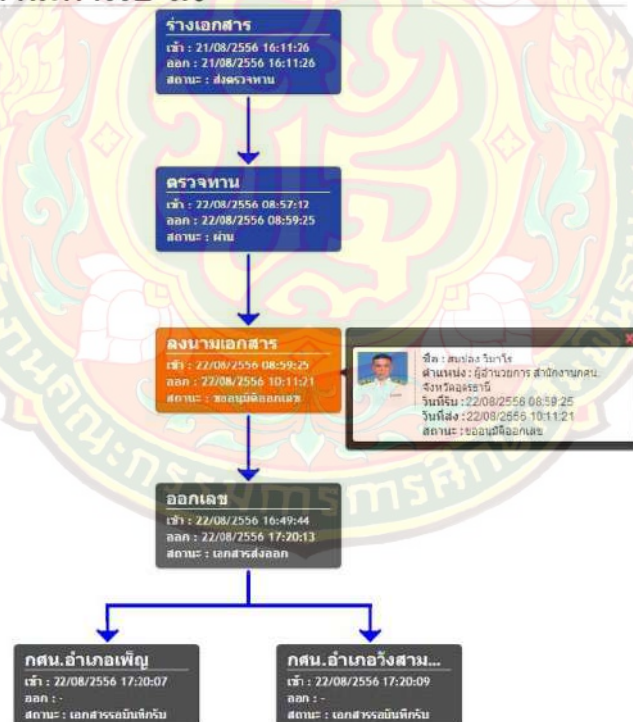 ร่างเอกสาร
เข้า : 21/08/2556 16:11:26
ออก : 21/08/2556 16:11:26
สถานะ : ส่งตรวจทาน
ตรวจทาน
เข้า : 22/08/2556 08:57:12
ออก : 22/08/2556 08:59:25
สถานะ : ผ่าน
ลงนามเอกสาร
เข้า : 22/08/2556 08:59:25
ออก : 22/08/2556 10:11:21
สถานะ : ขออนุมัติออกเลข
x
ชื่อ : สมปอง วิมาโร
ตำแหน่ง : ผู้อำนวยการ สำนักงานกศน.
จังหวัดอุดรธานี
วันที่รับ : 22/08/2556 08:59:25
วันที่ส่ง : 22/08/2556 10:11:21
สถานะ : ขออนุมัติออกเลข
ออกเลข
เข้า : 22/08/2556 16:49:44
ออก : 22/08/2556 17:20:13
สถานะ : เอกสารส่งออก
กศน.อำเภอเพ็ญ
เข้า : 22/08/2556 17:20:07
ออก : -
สถานะ : เอกสารรอบันทึกรับ
กศน.อำเภอวังสาม...
เข้า : 22/08/2556 17:20:09
ออก : -
สถานะ : เอกสารรอบันทึกรับ